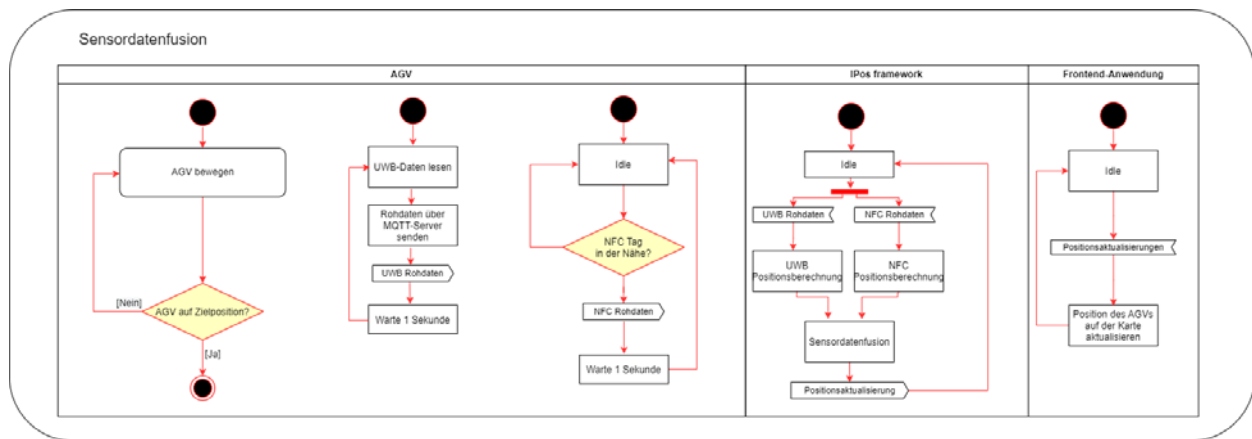 Sensordatenfusion
AGV
IPos framework
Frontend-Anwendung
AGV bewegen
[Nein]
AGV auf Zielposition?
[Ja]
UWB-Daten lesen
Rohdaten über
MQTT-Server
senden
UWB Rohdaten
Warte 1 Sekunde
Idle
NFC Tag
in der Nähe?
NFC Rohdaten
Warte 1 Sekunde
Idle
UWB Rohdaten
NFC Rohdaten
UWB
Positionsberechnung
NFC
Positionsberechnung
Sensordatenfusion
Positionsaktualisierung
Idle
Positionsaktualisierungen
Position des AGVs
auf der Karte
aktualisieren